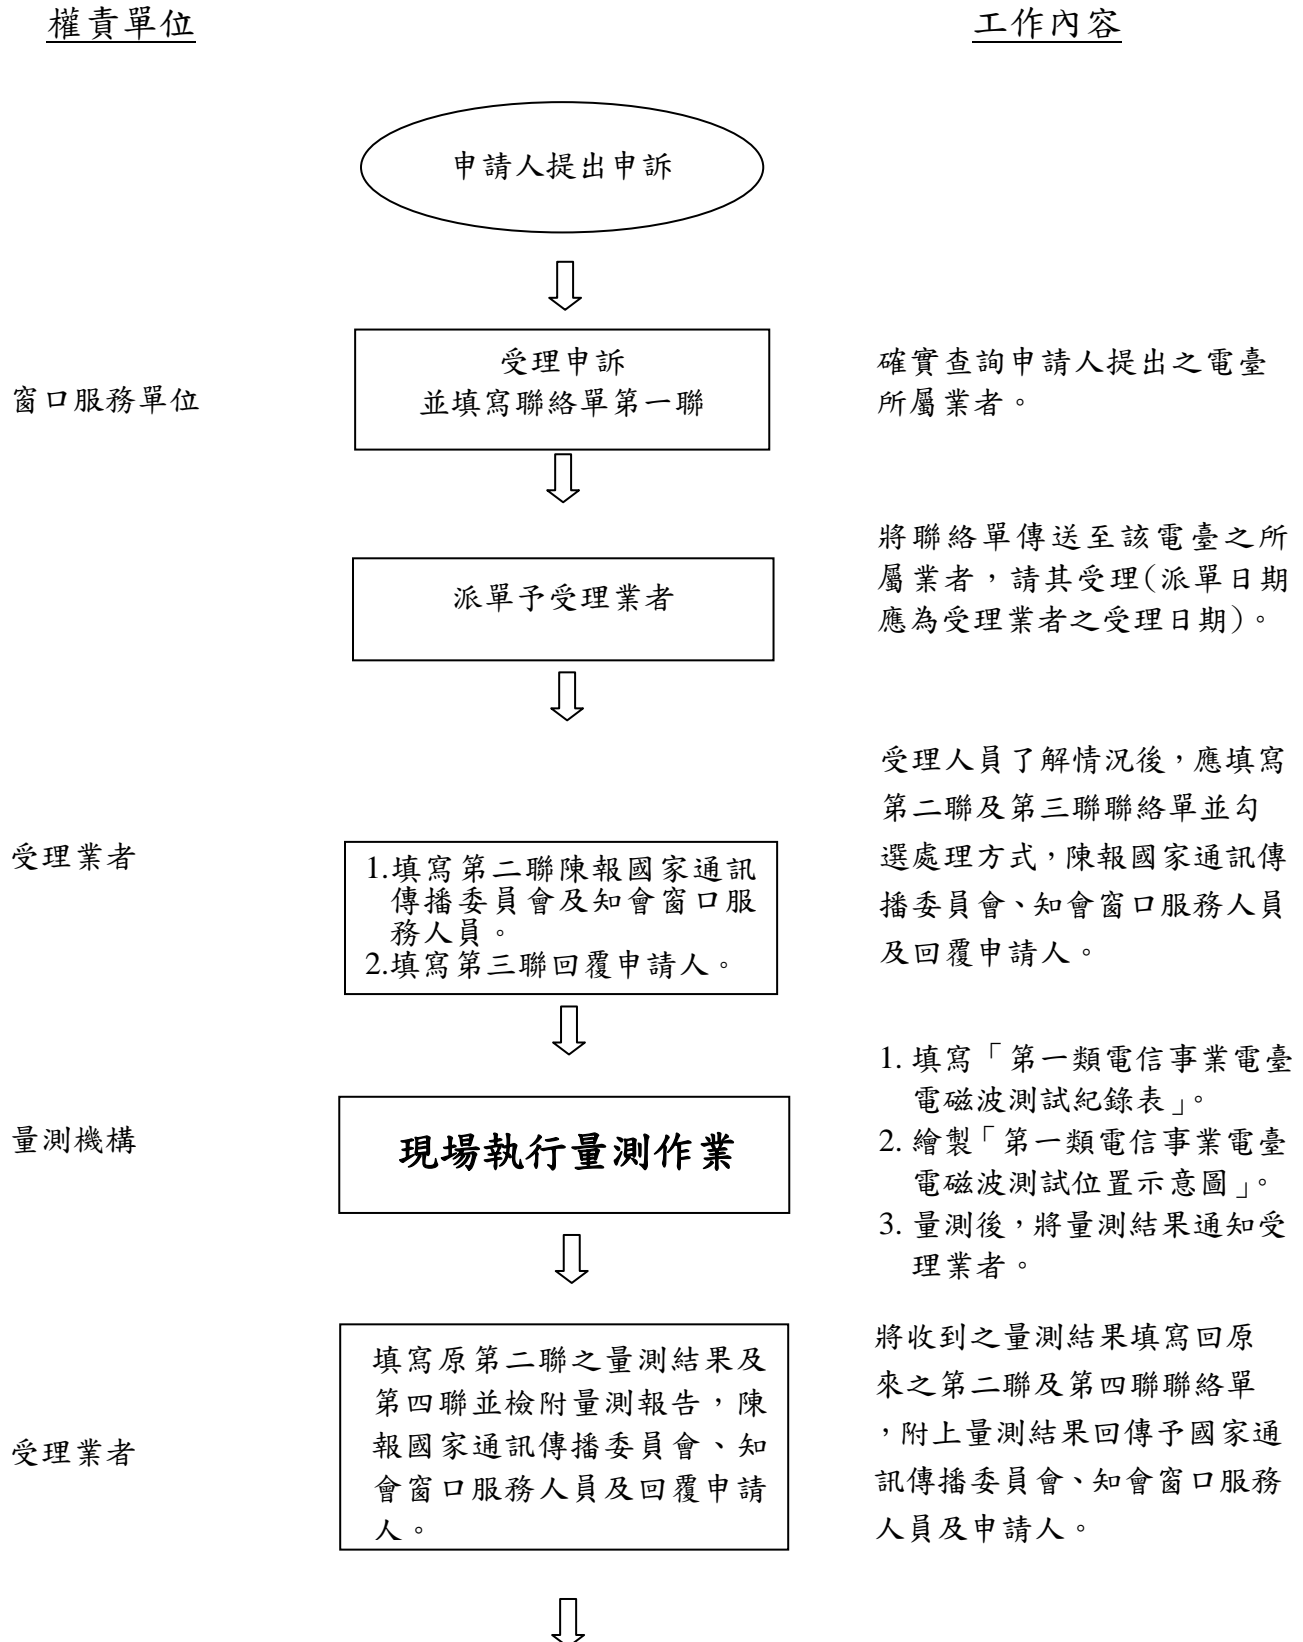 權責單位
工作內容
申請人提出申訴
窗口服務單位
受理申訴
並填寫聯絡單第一聯
確實查詢申請人提出之電臺
所屬業者。
派單予受理業者
將聯絡單傳送至該電臺之所
屬業者，請其受理(派單日期
應為受理業者之受理日期)。
受理業者
1.填寫第二聯陳報國家通訊
傳播委員會及知會窗口服
務人員。
2.填寫第三聯回覆申請人。
受理人員了解情況後，應填寫
第二聯及第三聯聯絡單並勾
選處理方式，陳報國家通訊傳
播委員會、知會窗口服務人員
及回覆申請人。
量測機構
現場執行量測作業
1. 填寫「第一類電信事業電臺
電磁波測試紀錄表」。
2. 繪製「第一類電信事業電臺
電磁波測試位置示意圖」。
3. 量測後，將量測結果通知受
理業者。
受理業者
填寫原第二聯之量測結果及
第四聯並檢附量測報告，陳
報國家通訊傳播委員會、知
會窗口服務人員及回覆申請
人。
將收到之量測結果填寫回原
來之第二聯及第四聯聯絡單
，附上量測結果回傳予國家通
訊傳播委員會、知會窗口服務
人員及申請人。